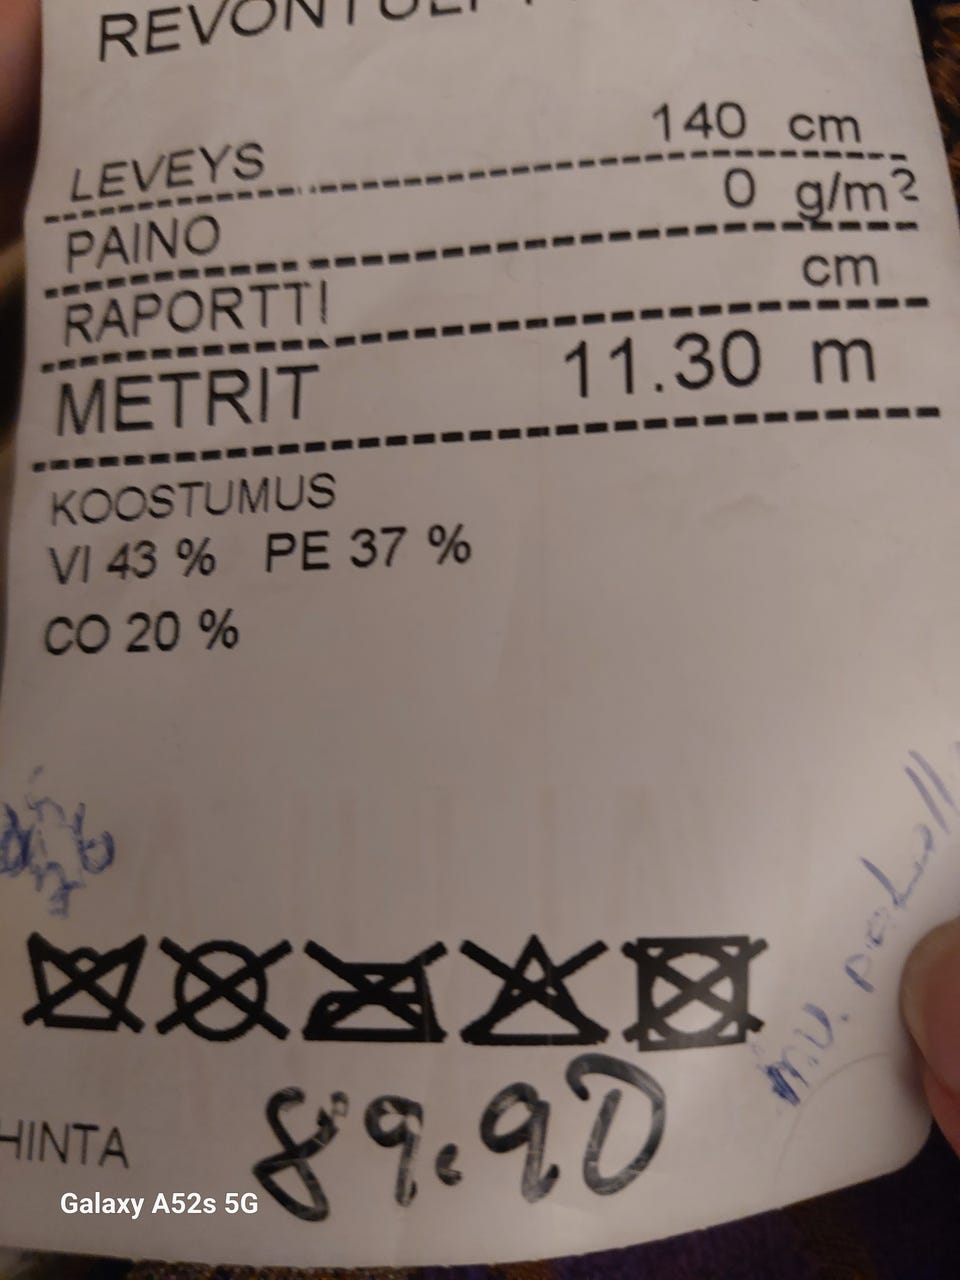 LEVEYS 140 cm
PAINO 0 g/m²
RAPORTTI cm
METRIT 11.30 m
KOOSTUMUS
VI 43 % PE 37 %
CO 20 %
HINTA 89.90
Galaxy A52s 5G